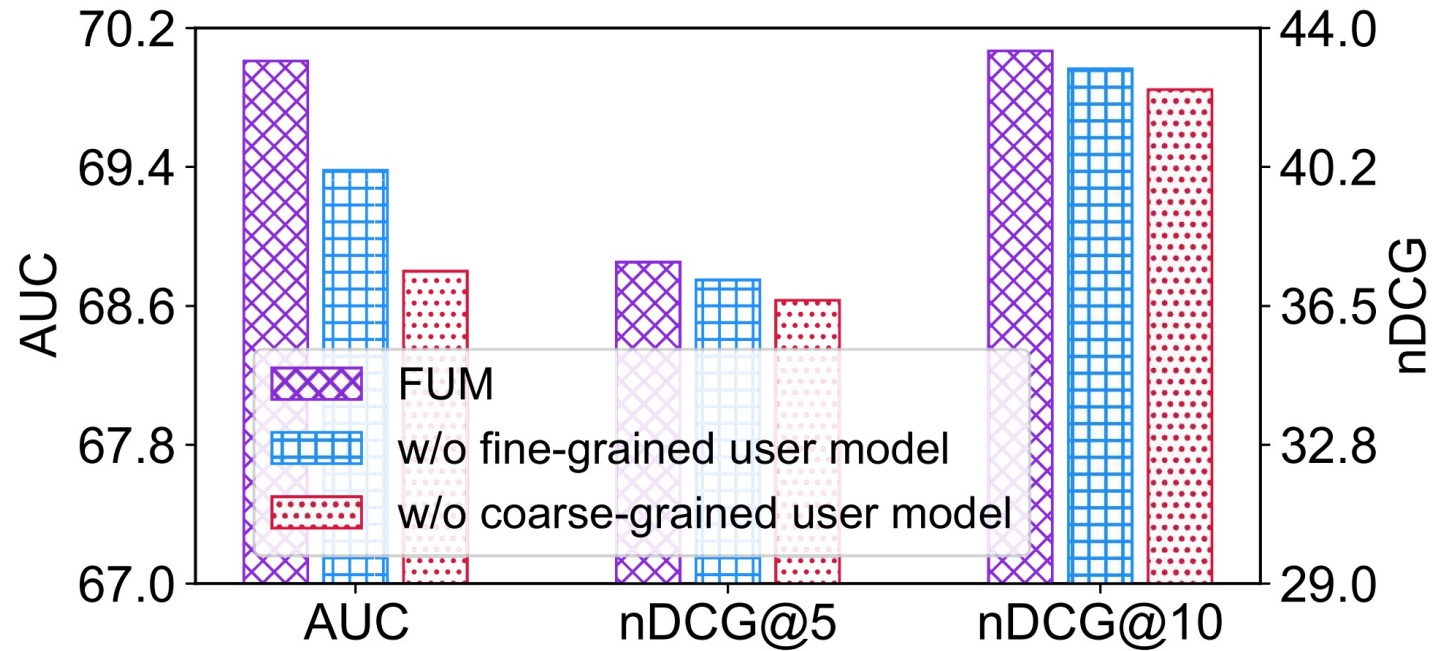 70.2
69.4
68.6
67.8
67.0
AUC
44.0
40.2
36.5
32.8
29.0
nDCG
FUM
w/o fine-grained user model
w/o coarse-grained user model
AUC nDCG@5 nDCG@10